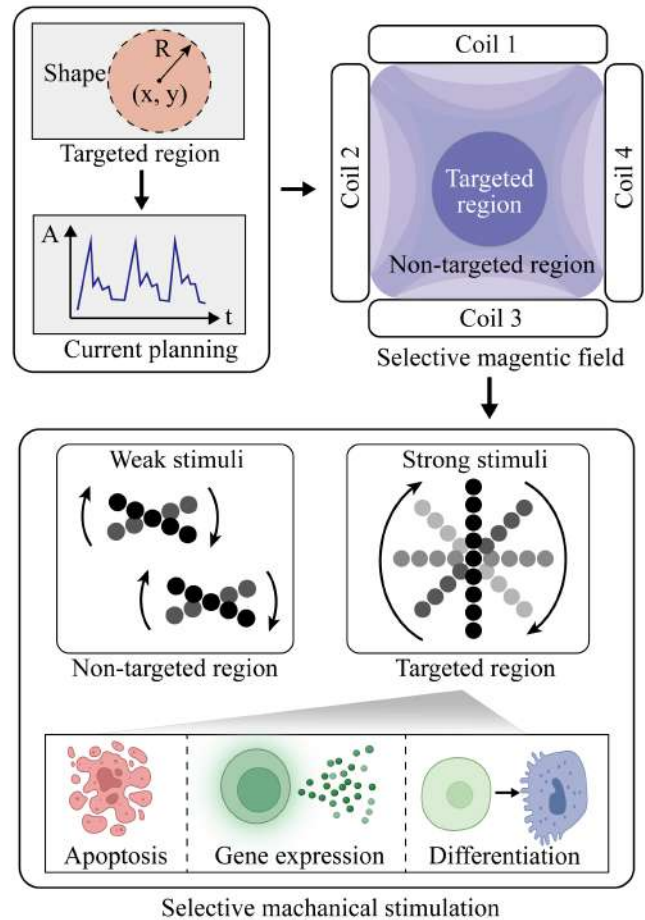 R
Shape
(x, y)
Targeted region
A
t
Current planning
Coil 1
Coil 2
Coil 4
Targeted
region
Non-targeted region
Coil 3
Selective magentic field
Weak stimuli
Strong stimuli
Non-targeted region
Targeted region
Apoptosis
Gene expression
Differentiation
Selective machanical stimulation